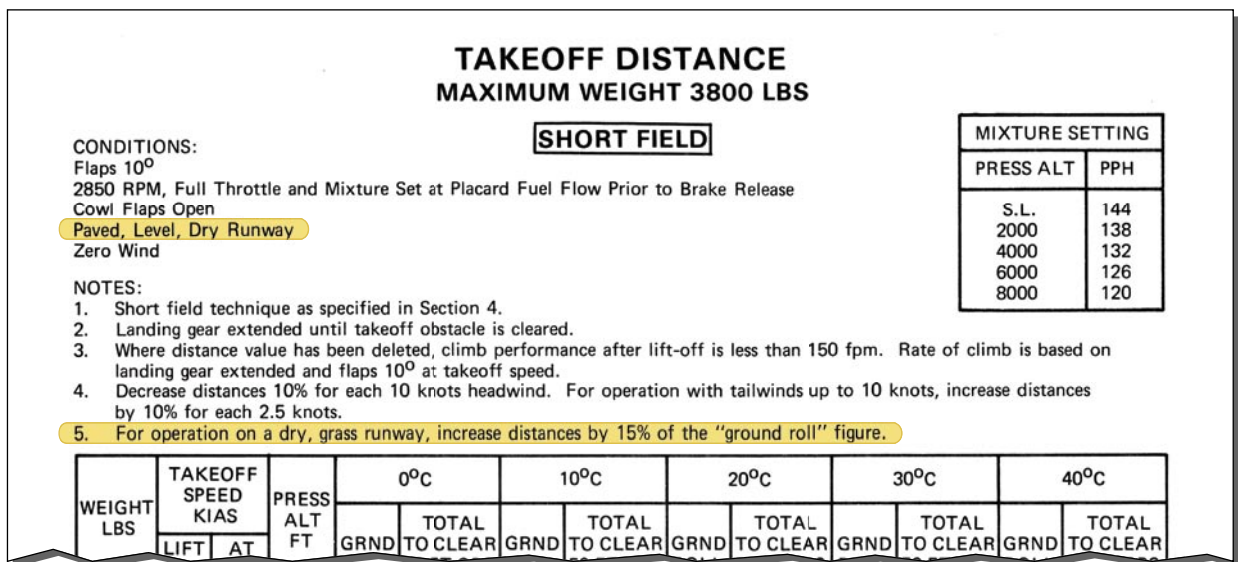 TAKEOFF DISTANCE
MAXIMUM WEIGHT 3800 LBS
SHORT FIELD
CONDITIONS:
Flaps 10°
2850 RPM, Full Throttle and Mixture Set at Placard Fuel Flow Prior to Brake Release
Cowl Flaps Open
Paved, Level, Dry Runway
Zero Wind
MIXTURE SETTING
PRESS ALT PPH
S.L. 144
2000 138
4000 132
6000 126
8000 120
NOTES:
1. Short field technique as specified in Section 4.
2. Landing gear extended until takeoff obstacle is cleared.
3. Where distance value has been deleted, climb performance after lift-off is less than 150 fpm. Rate of climb is based on
landing gear extended and flaps 10° at takeoff speed.
4. Decrease distances 10% for each 10 knots headwind. For operation with tailwinds up to 10 knots, increase distances
by 10% for each 2.5 knots.
5. For operation on a dry, grass runway, increase distances by 15% of the "ground roll" figure.
WEIGHT
LBS
TAKEOFF
SPEED
KIAS
LIFT AT
PRESS
ALT
FT
0°C 10°C 20°C 30°C 40°C
TOTAL TOTAL TOTAL TOTAL TOTAL
GRND TO CLEAR GRND TO CLEAR GRND TO CLEAR GRND TO CLEAR GRND TO CLEAR